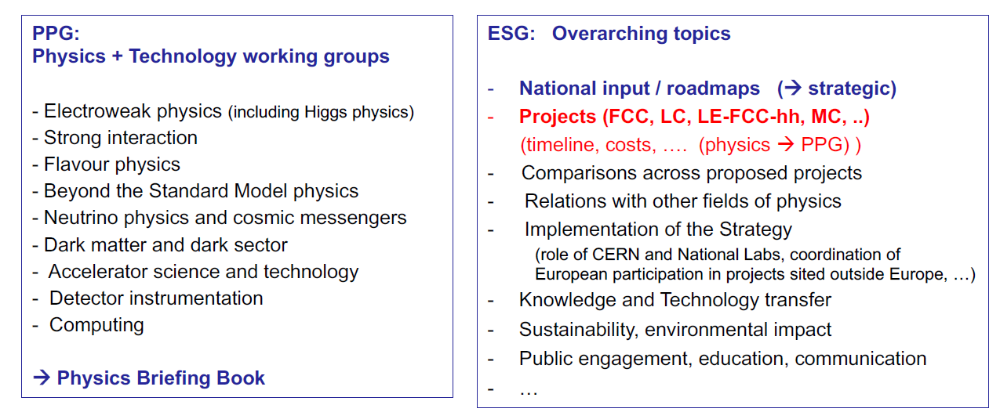 PPG:
Physics + Technology working groups
- Electroweak physics (including Higgs physics)
- Strong interaction
- Flavour physics
- Beyond the Standard Model physics
- Neutrino physics and cosmic messengers
- Dark matter and dark sector
- Accelerator science and technology
- Detector instrumentation
- Computing
→ Physics Briefing Book
ESG: Overarching topics
- National input / roadmaps (→ strategic)
- Projects (FCC, LC, LE-FCC-hh, MC, ..)
(timeline, costs, …. (physics → PPG) )
- Comparisons across proposed projects
- Relations with other fields of physics
- Implementation of the Strategy
(role of CERN and National Labs, coordination of
European participation in projects sited outside Europe, …)
- Knowledge and Technology transfer
- Sustainability, environmental impact
- Public engagement, education, communication
- …